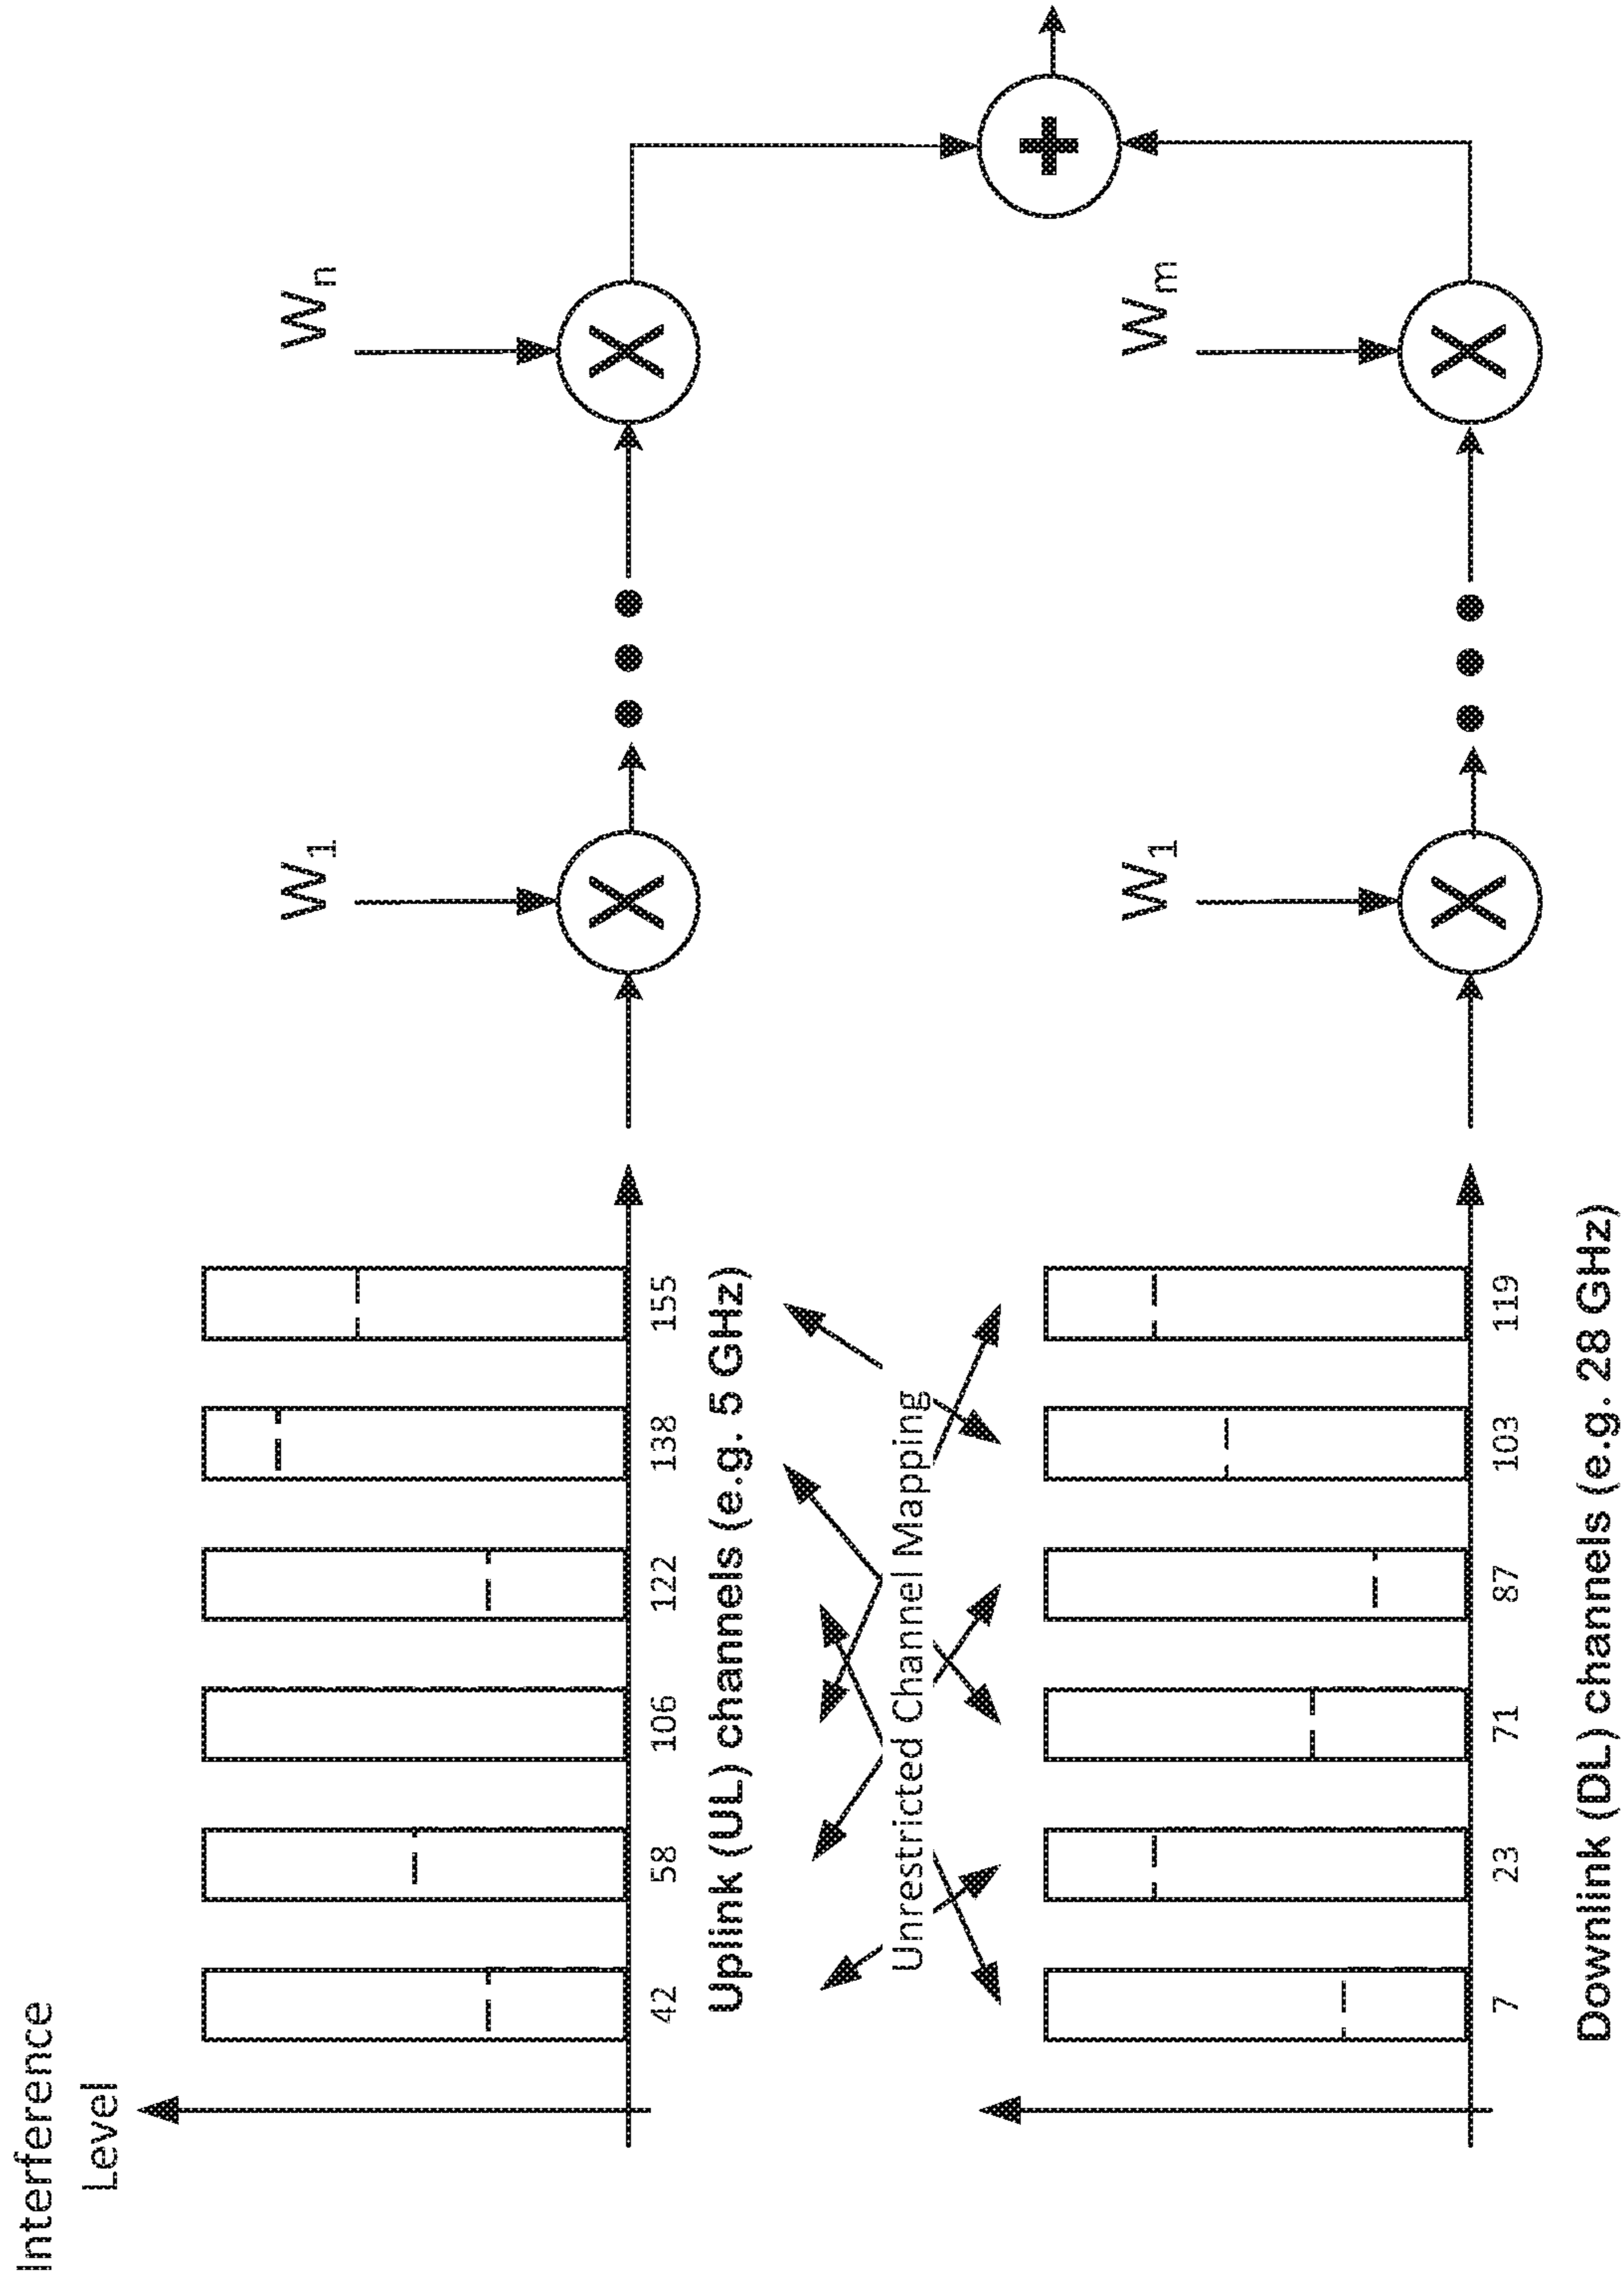 Interference
Level
W1
Wn
X
X
42 58 106 122 138 155
Uplink (UL) channels (e.g. 5 GHz)
Unrestricted Channel Mapping
+
W1
Wm
X
X
7 23 71 87 103 119
Downlink (DL) channels (e.g. 28 GHz)